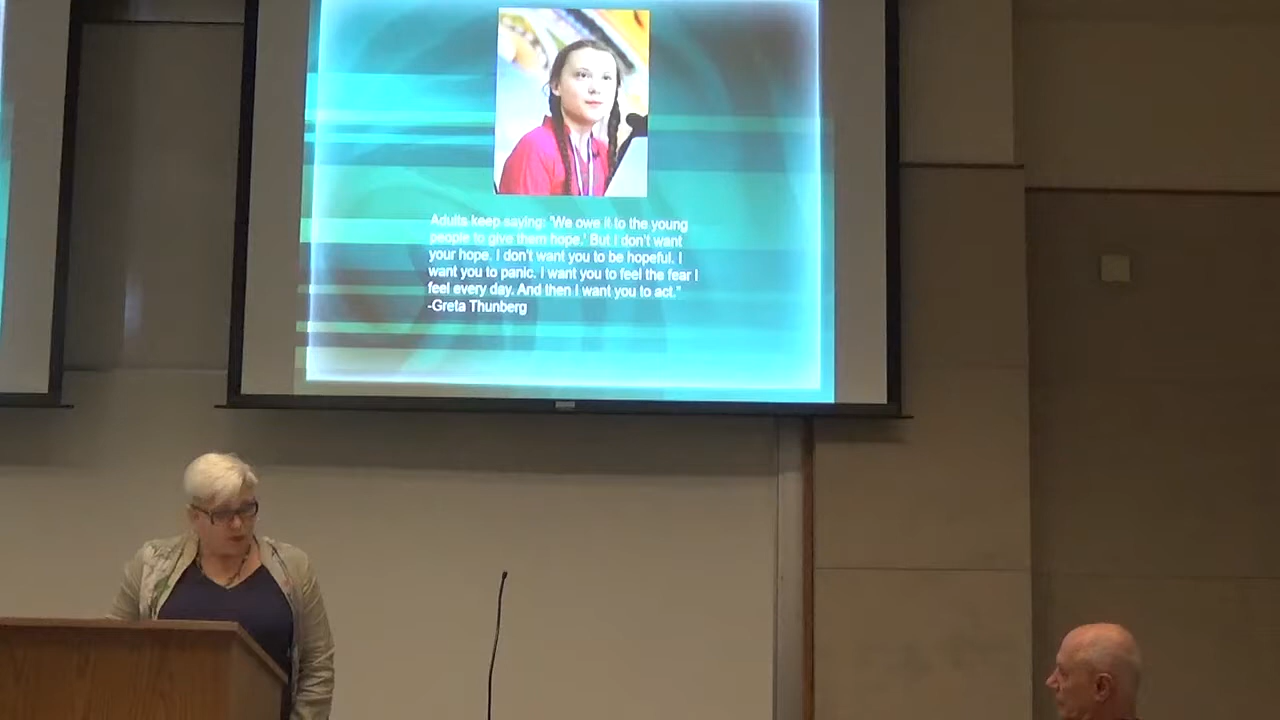 Adults keep saying: 'We owe it to the young
people to give them hope.' But I don't want
your hope. I don't want you to be hopeful. I
want you to panic. I want you to feel the fear I
feel every day. And then I want you to act."
-Greta Thunberg